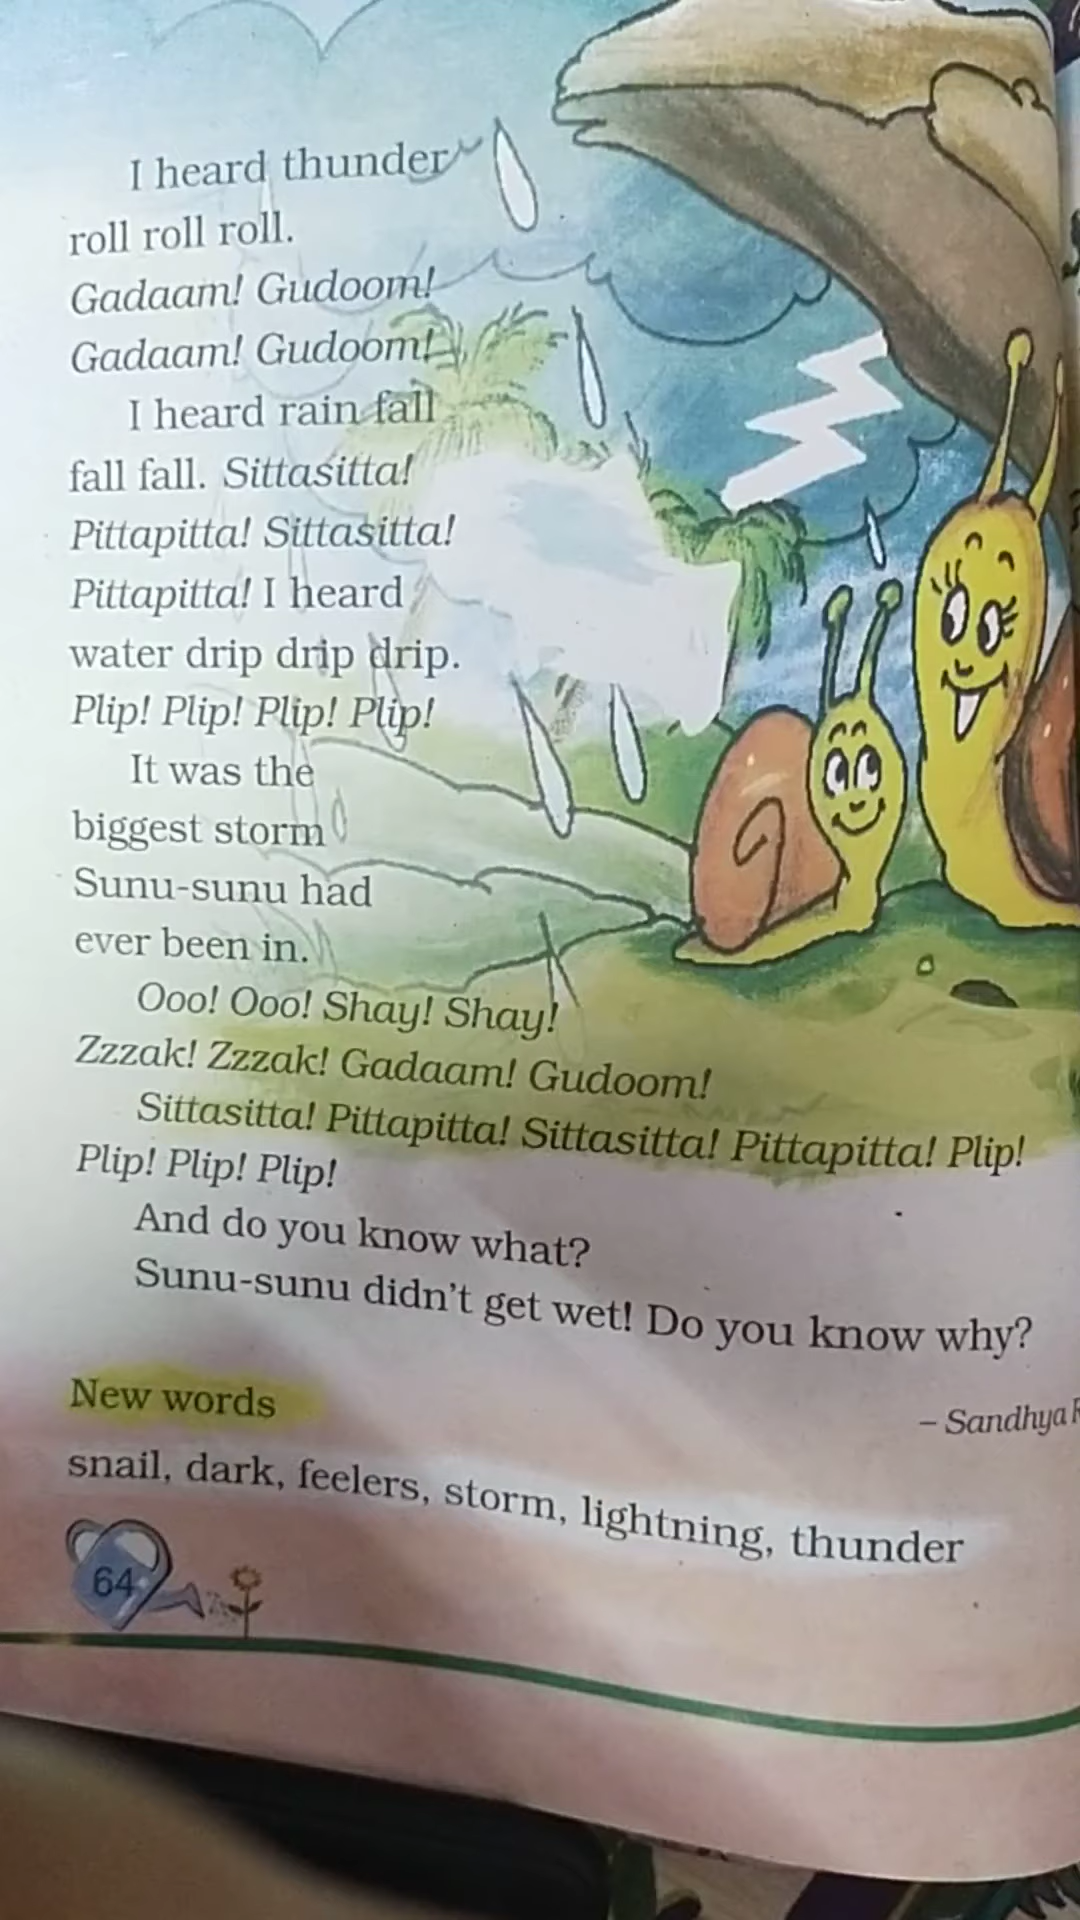 I heard thunder
roll roll roll.
Gadaam! Gudoom!
Gadaam! Gudoom!
I heard rain fall
fall fall. Sittasitta!
Pittapitta! Sittasitta!
Pittapitta! I heard
water drip drip drip.
Plip! Plip! Plip! Plip!
It was the
biggest storm
Sunu-sunu had
ever been in.
Ooo! Ooo! Shay! Shay!
Zzzak! Zzzak! Gadaam! Gudoom!
Sittasitta! Pittapitta! Sittasitta! Pittapitta! Plip!
Plip! Plip! Plip!
And do you know what?
Sunu-sunu didn't get wet! Do you know why?
– Sandhya
New words
snail, dark, feelers, storm, lightning, thunder
64